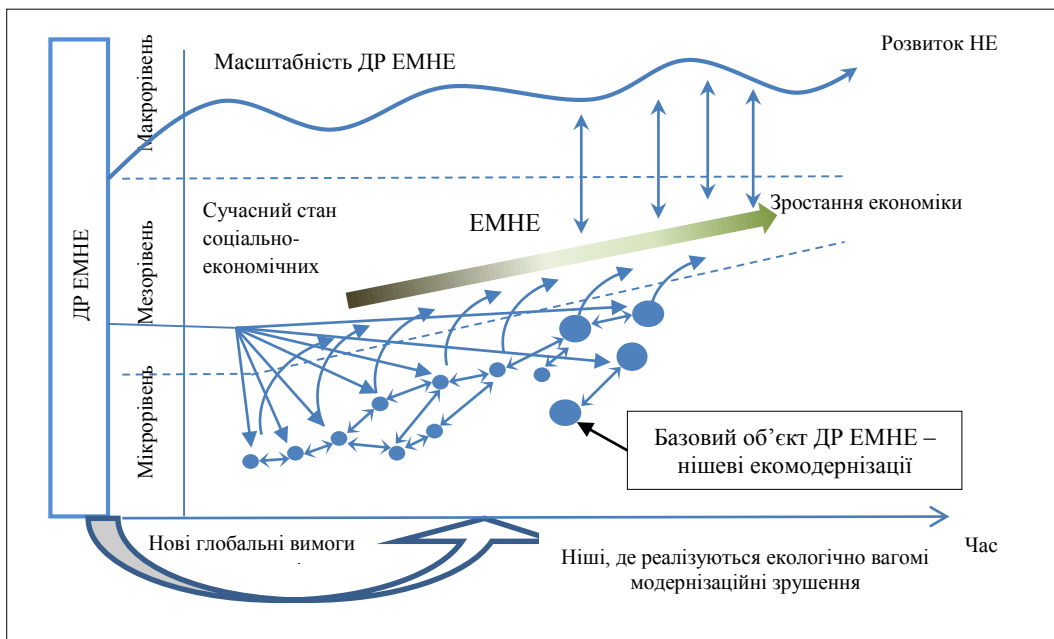 Розвиток НЕ
Масштабність ДР ЕМНЕ
Макрорівень
Мезорівень
Мікрорівень
ДР ЕМНЕ
Сучасний стан
соціально-
економічних
ЕМНЕ
Зростання економіки
Базовий об’єкт ДР ЕМНЕ –
нішеві екомодернізації
Нові глобальні вимоги
Час
Ніші, де реалізуються екологічно вагомі
модернізаційні зрушення